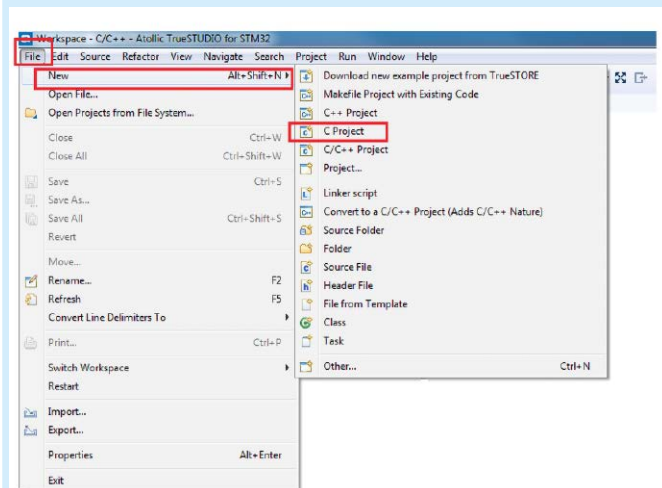 Workspace - C/C++ - Atollic TrueSTUDIO for STM32
File Edit Source Refactor View Navigate Search Project Run Window Help
New Alt+Shift+N
Open File...
Open Projects from File System...
Close Ctrl+W
Close All Ctrl+Shift+W
Save Ctrl+S
Save As...
Save All Ctrl+Shift+S
Revert
Move...
Rename... F2
Refresh F5
Convert Line Delimiters To
Print... Ctrl+P
Switch Workspace
Restart
Import...
Export...
Properties Alt+Enter
Exit
Download new example project from TrueSTORE
Makefile Project with Existing Code
C++ Project
C Project
C/C++ Project
Project...
Linker script
Convert to a C/C++ Project (Adds C/C++ Nature)
Source Folder
Folder
Source File
Header File
File from Template
Class
Task
Other... Ctrl+N